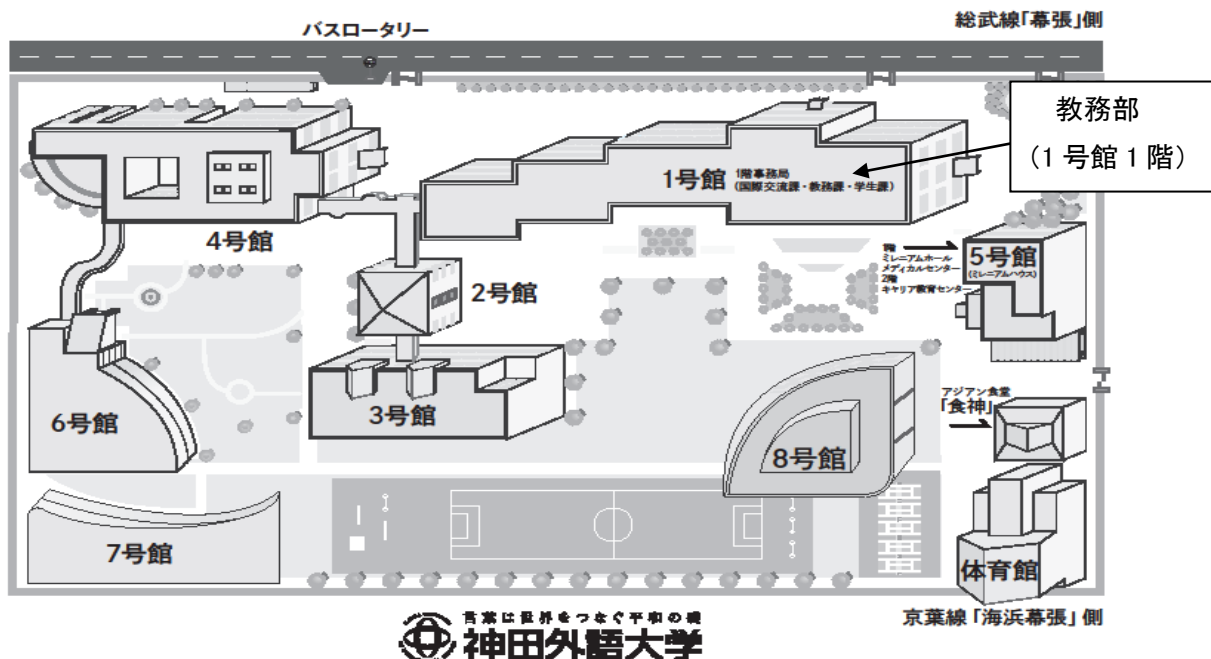 総武線「幕張」側
バスロータリー
教務部
（1号館1階）
1号館
1階事務局
（国際交流課・教務課・学生課）
4号館
2号館
1階
ミレニアムホール
メディカルセンター
2階
キャリア教育センター
5号館
（ミレニアムハウス）
6号館
3号館
アジアン食堂
「食神」
8号館
7号館
体育館
京葉線「海浜幕張」側
言葉は世界をつなぐ平和の礎
神田外語大学